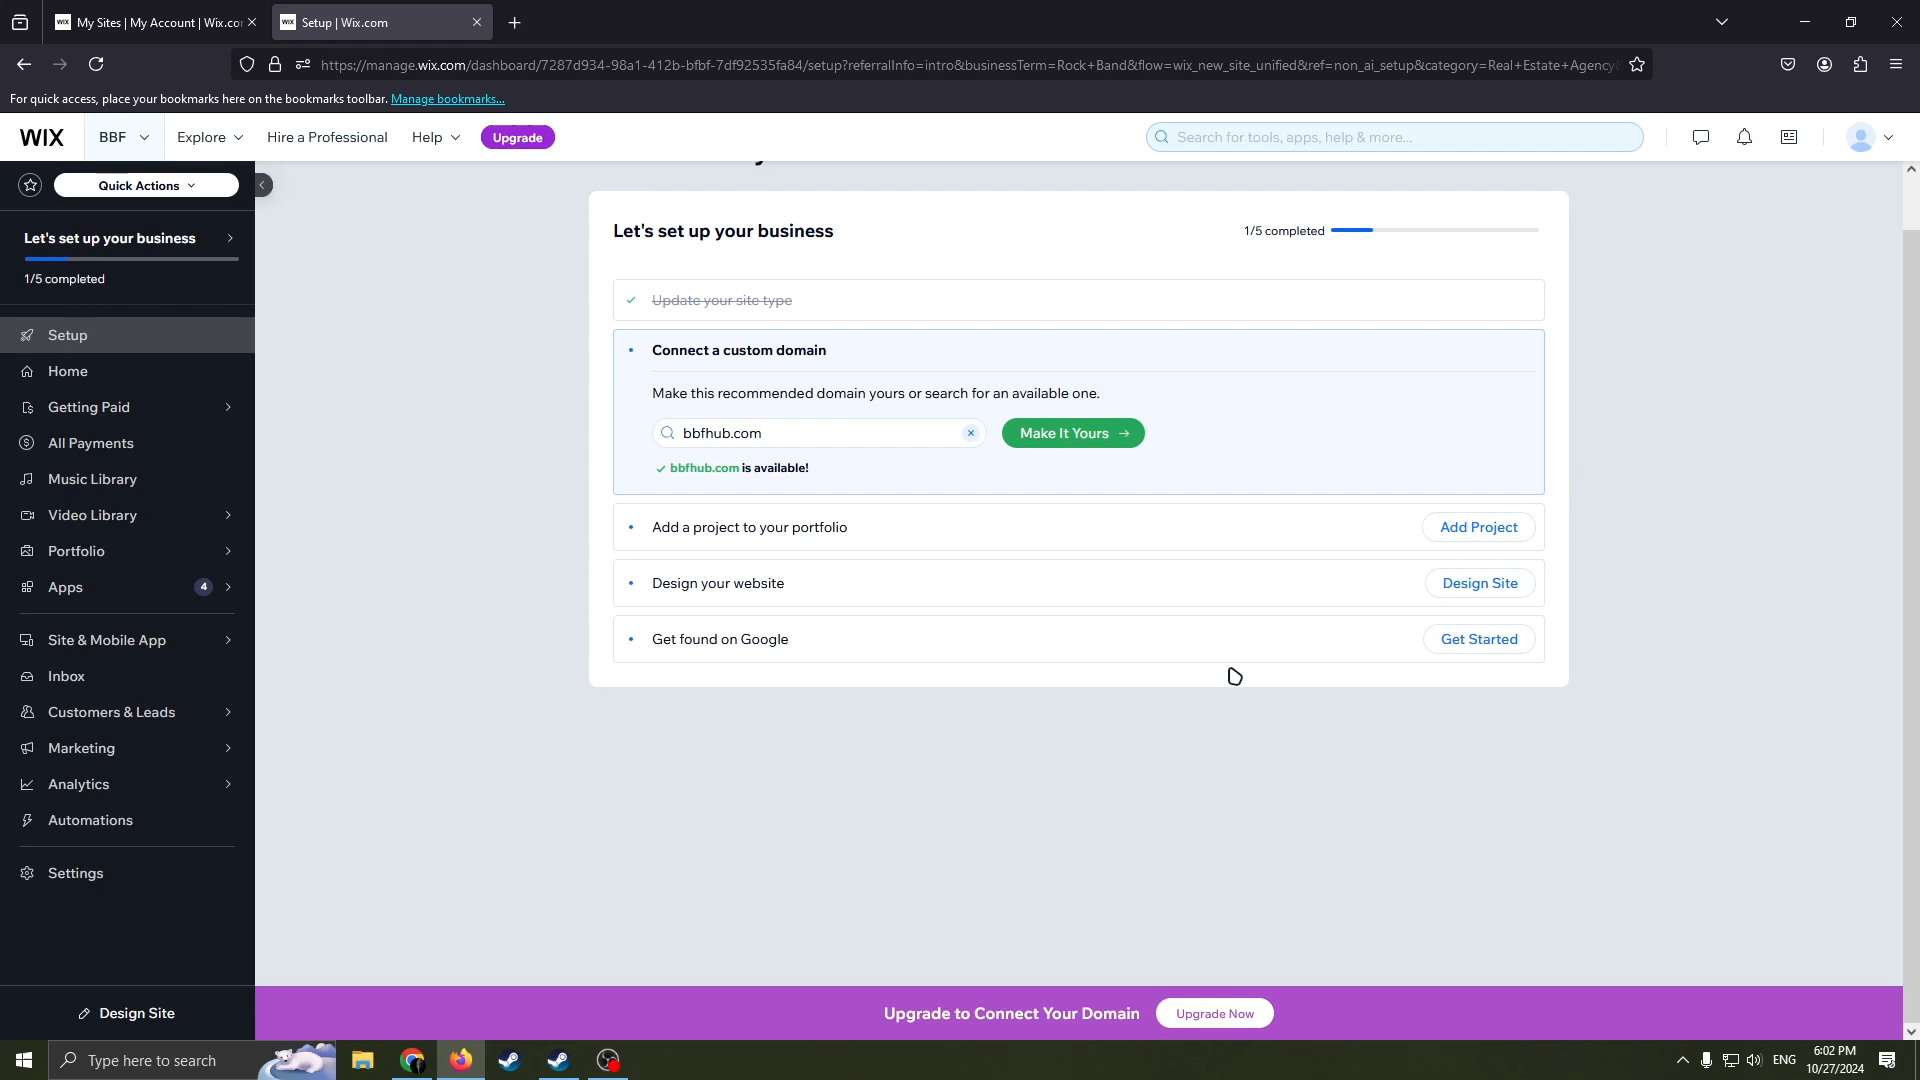 My Sites | My Account | Wix.co
Setup | Wix.com
https://manage.wix.com/dashboard/7287d934-98a1-412b-bfbf-7df92535fa84/setup?referralInfo=intro&businessTerm=Rock+Band&flow=wix_new_site_unified&ref=non_ai_setup&category=Real+Estate+Agency
For quick access, place your bookmarks here on the bookmarks toolbar. Manage bookmarks...
WIX
BBF
Explore
Hire a Professional
Help
Upgrade
Search for tools, apps, help & more...
Quick Actions
Let's set up your business
1/5 completed
Setup
Home
Getting Paid
All Payments
Music Library
Video Library
Portfolio
Apps
4
Site & Mobile App
Inbox
Customers & Leads
Marketing
Analytics
Automations
Settings
Design Site
Let's set up your business
1/5 completed
Update your site type
Connect a custom domain
Make this recommended domain yours or search for an available one.
bbfhub.com
Make It Yours
bbfhub.com is available!
Add a project to your portfolio
Add Project
Design your website
Design Site
Get found on Google
Get Started
Upgrade to Connect Your Domain
Upgrade Now
Type here to search
ENG
6:02 PM
10/27/2024